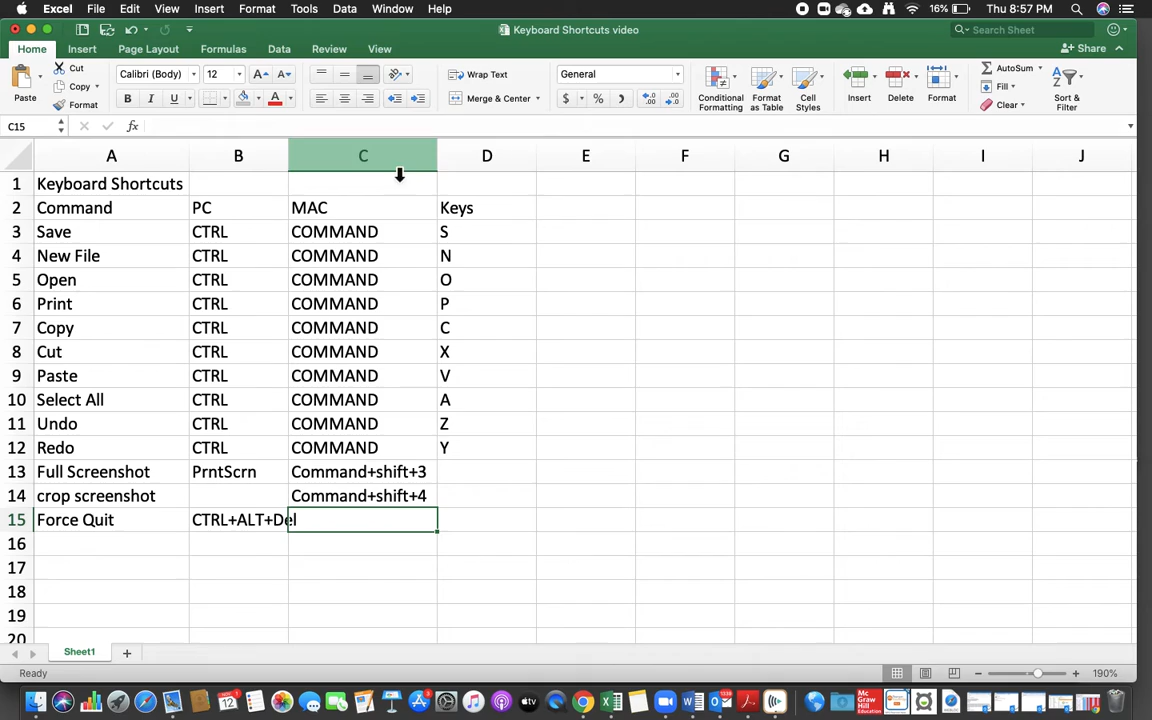 Excel File Edit View Insert Format Tools Data Window Help 16% Thu 8:57 PM
Keyboard Shortcuts video Search Sheet
Home Insert Page Layout Formulas Data Review View Share
Paste Cut Copy Format Calibri (Body) 12 A A Wrap Text General Conditional Formatting Format as Table Cell Styles Insert Delete Format AutoSum Fill Clear Sort & Filter
B I U A Merge & Center $ % )
C15 fx
A B C D E F G H I J
1 Keyboard Shortcuts
2 Command PC MAC Keys
3 Save CTRL COMMAND S
4 New File CTRL COMMAND N
5 Open CTRL COMMAND O
6 Print CTRL COMMAND P
7 Copy CTRL COMMAND C
8 Cut CTRL COMMAND X
9 Paste CTRL COMMAND V
10 Select All CTRL COMMAND A
11 Undo CTRL COMMAND Z
12 Redo CTRL COMMAND Y
13 Full Screenshot PrntScrn Command+shift+3
14 crop screenshot Command+shift+4
15 Force Quit CTRL+ALT+Del
16
17
18
19
20
Sheet1 +
Ready 190%